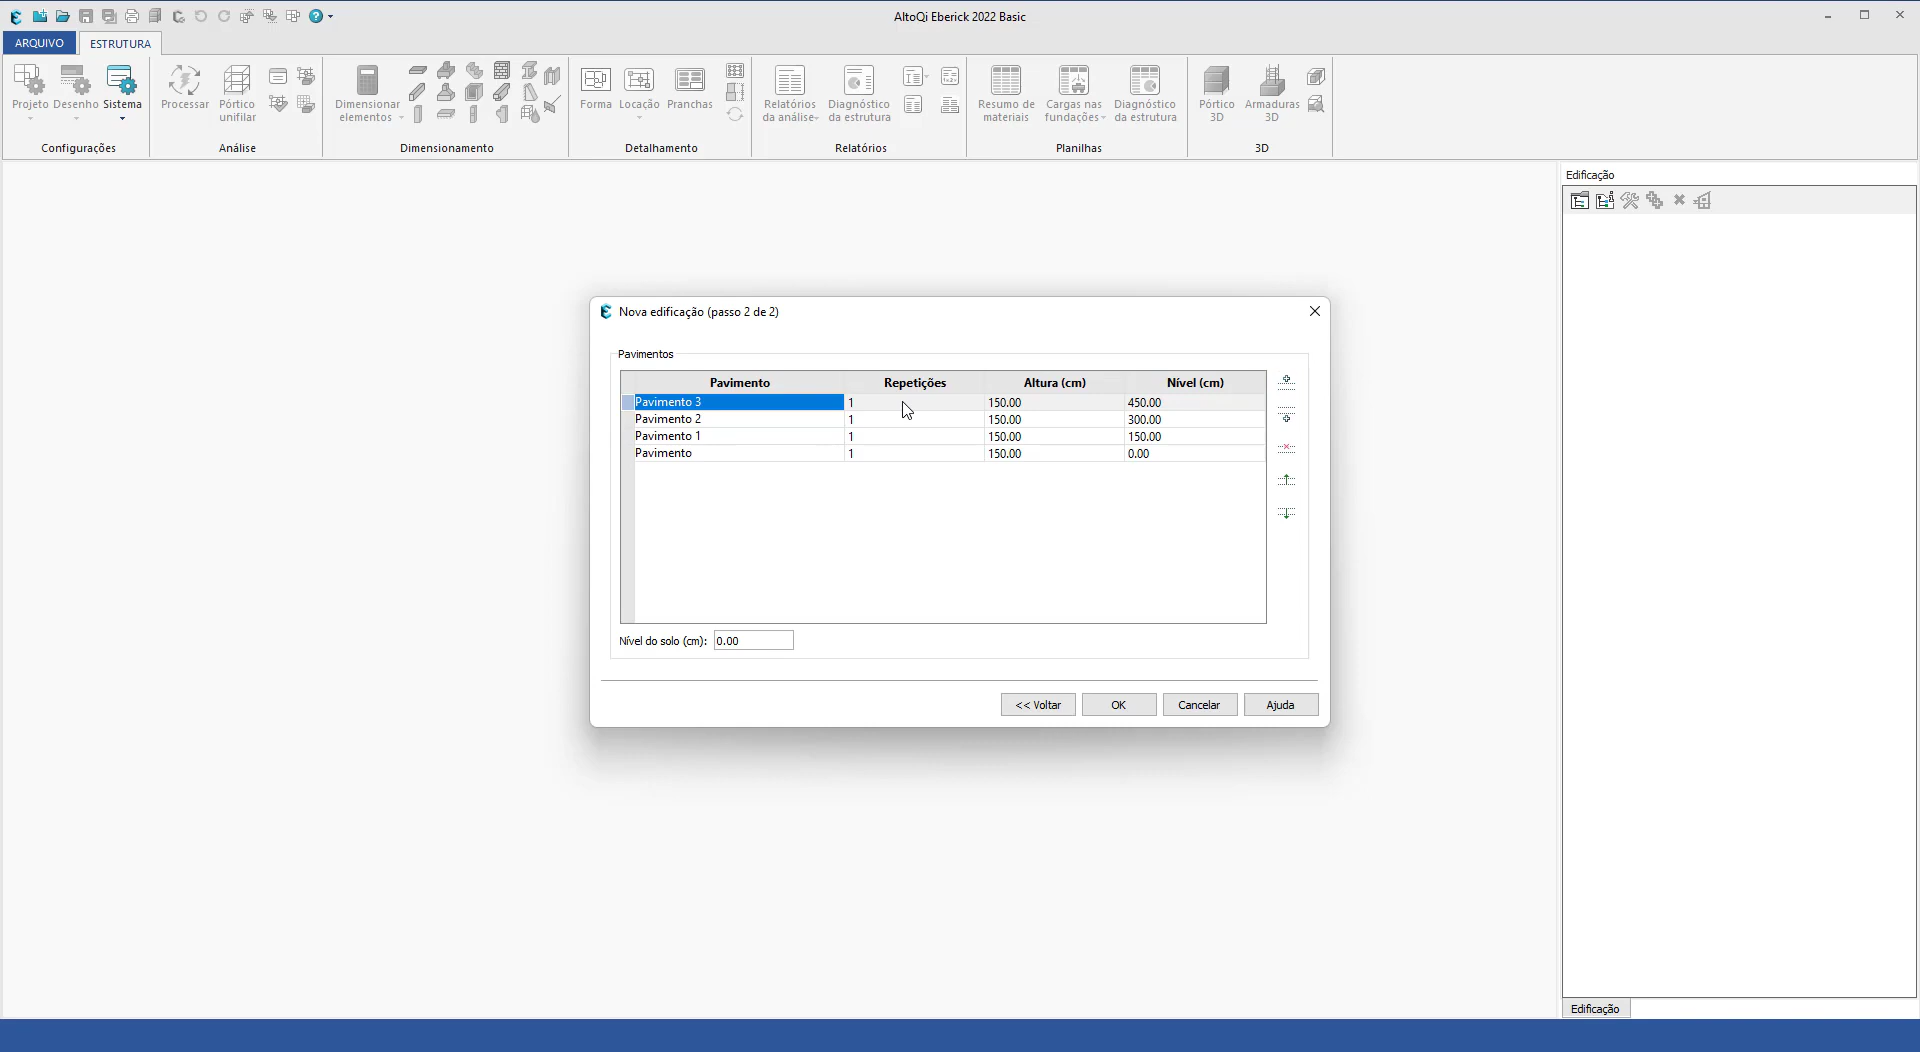 AltoQi Eberick 2022 Basic
ARQUIVO
ESTRUTURA
Projeto
Desenho
Sistema
Configurações
Processar
Pórtico unifilar
Análise
Dimensionar elementos
Dimensionamento
Forma
Locação
Pranchas
Detalhamento
Relatórios da análise
Diagnóstico da estrutura
Relatórios
Resumo de materiais
Cargas nas fundações
Diagnóstico da estrutura
Planilhas
Pórtico 3D
Armaduras 3D
3D
Edificação
Nova edificação (passo 2 de 2)
Pavimentos
Pavimento Repetições Altura (cm) Nível (cm)
Pavimento 3 1 150.00 450.00
Pavimento 2 1 150.00 300.00
Pavimento 1 1 150.00 150.00
Pavimento 1 150.00 0.00
Nível do solo (cm): 0.00
<< Voltar
OK
Cancelar
Ajuda
Edificação